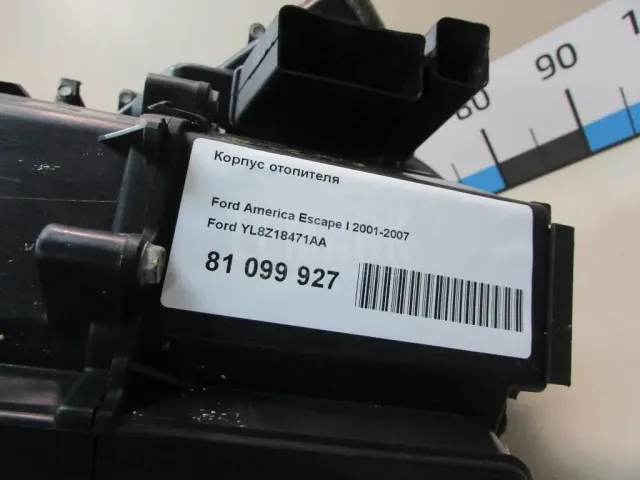 Корпус отопителя
Ford America Escape I 2001-2007
Ford YL8Z18471AA
81 099 927
80
90